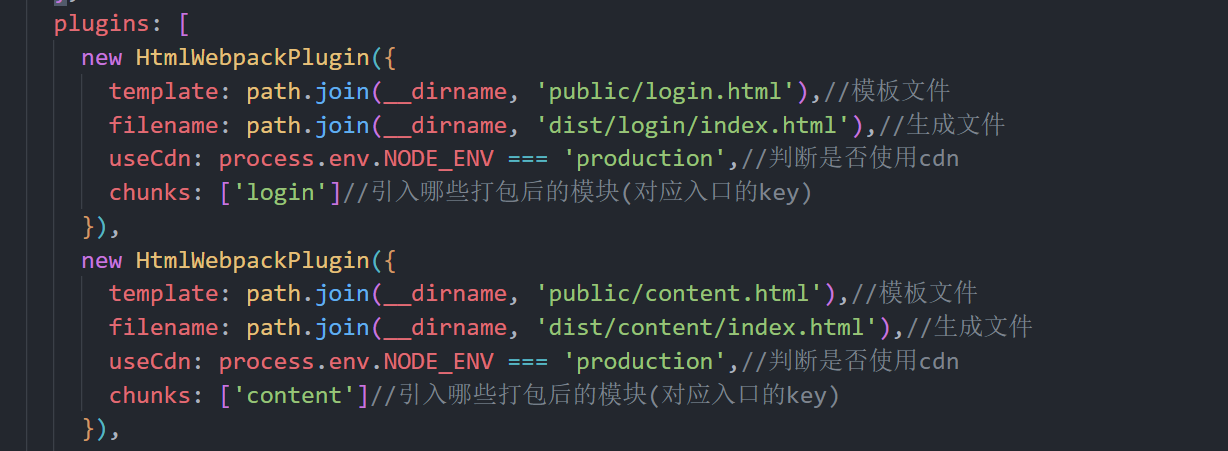 plugins: [
new HtmlWebpackPlugin({
template: path.join(__dirname, 'public/login.html'),//模板文件
filename: path.join(__dirname, 'dist/login/index.html'),//生成文件
useCdn: process.env.NODE_ENV === 'production',//判断是否使用cdn
chunks: ['login']//引入哪些打包后的模块(对应入口的key)
}),
new HtmlWebpackPlugin({
template: path.join(__dirname, 'public/content.html'),//模板文件
filename: path.join(__dirname, 'dist/content/index.html'),//生成文件
useCdn: process.env.NODE_ENV === 'production',//判断是否使用cdn
chunks: ['content']//引入哪些打包后的模块(对应入口的key)
}),